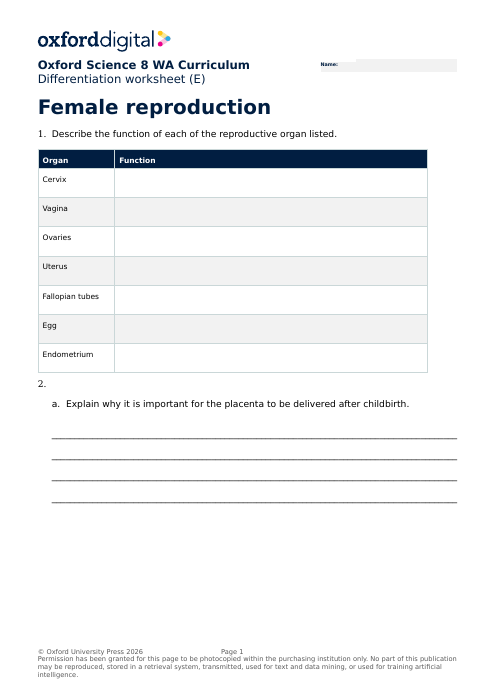 oxforddigital
Oxford Science 8 WA Curriculum
Differentiation worksheet (E)
Name:
Female reproduction
1. Describe the function of each of the reproductive organ listed.
Organ Function
Cervix
Vagina
Ovaries
Uterus
Fallopian tubes
Egg
Endometrium
2.
a. Explain why it is important for the placenta to be delivered after childbirth.
© Oxford University Press 2026 Page 1
Permission has been granted for this page to be photocopied within the purchasing institution only. No part of this publication
may be reproduced, stored in a retrieval system, transmitted, used for text and data mining, or used for training artificial
intelligence.